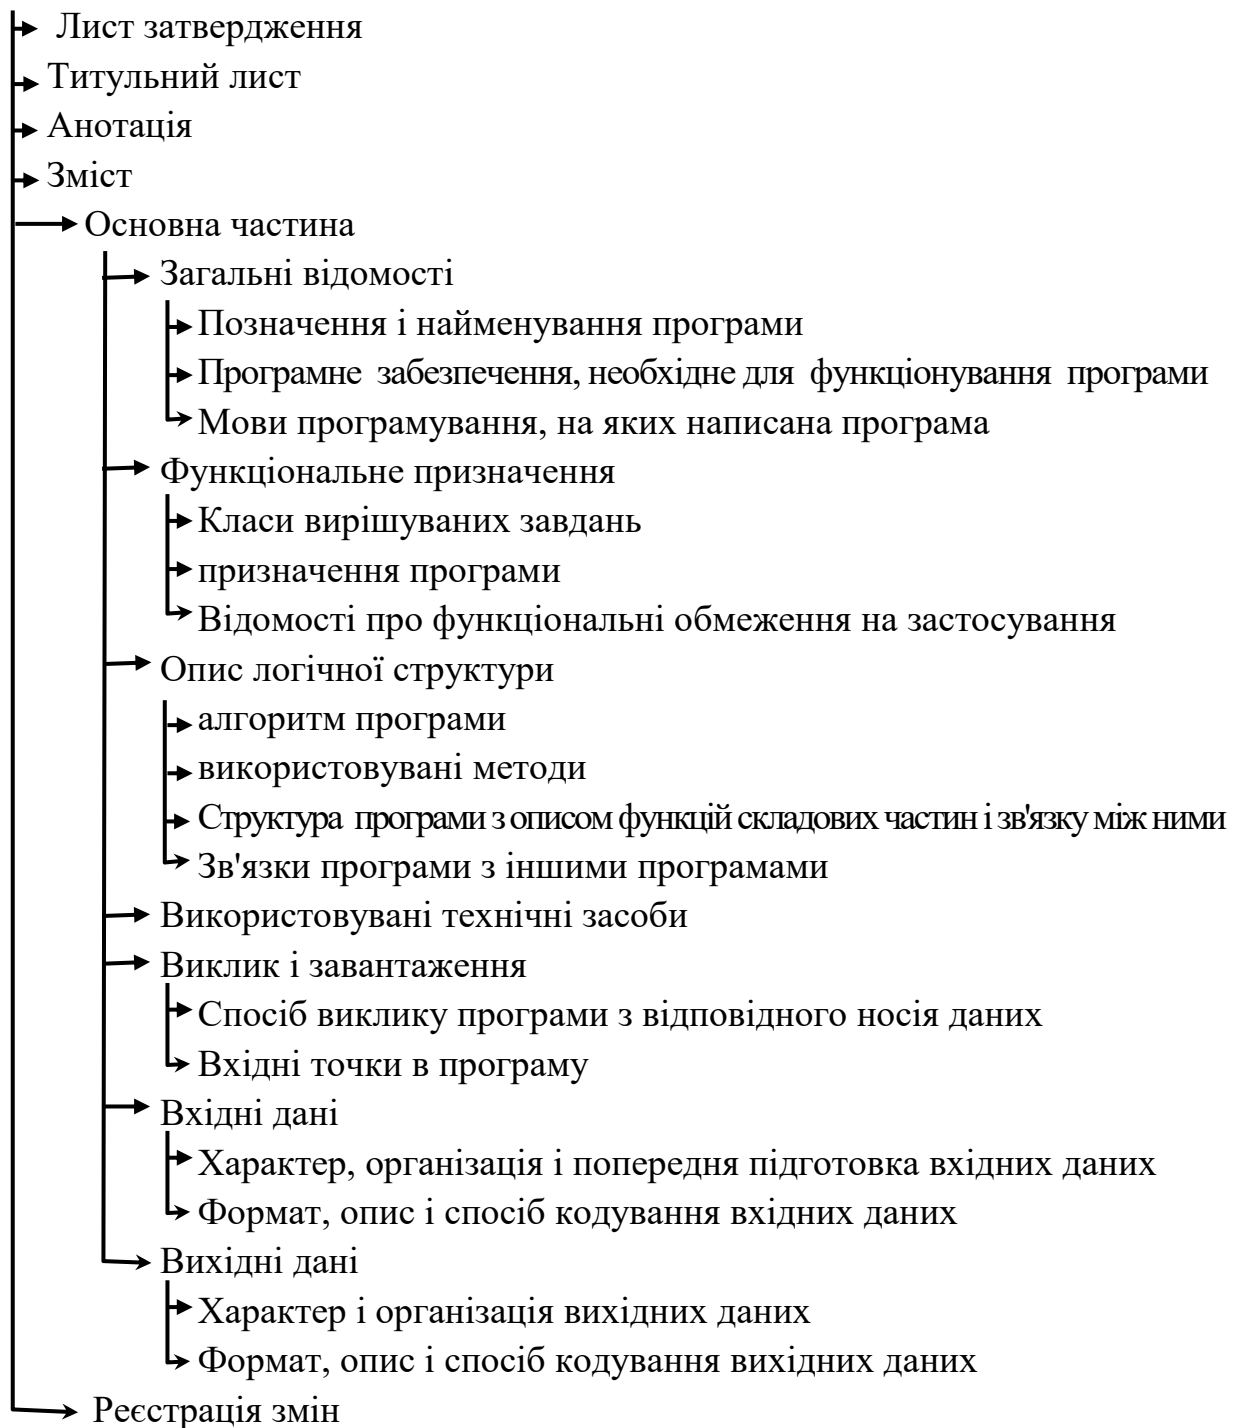 Лист затвердження
Титульний лист
Анотація
Зміст
Основна частина
Загальні відомості
Позначення і найменування програми
Програмне забезпечення, необхідне для функціонування програми
Мови програмування, на яких написана програма
Функціональне призначення
Класи вирішуваних завдань
призначення програми
Відомості про функціональні обмеження на застосування
Опис логічної структури
алгоритм програми
використовувані методи
Структура програми з описом функцій складових частин і зв'язку між ними
Зв'язки програми з іншими програмами
Використовувані технічні засоби
Виклик і завантаження
Спосіб виклику програми з відповідного носія даних
Вхідні точки в програму
Вхідні дані
Характер, організація і попередня підготовка вхідних даних
Формат, опис і спосіб кодування вхідних даних
Вихідні дані
Характер і організація вихідних даних
Формат, опис і спосіб кодування вихідних даних
Реєстрація змін